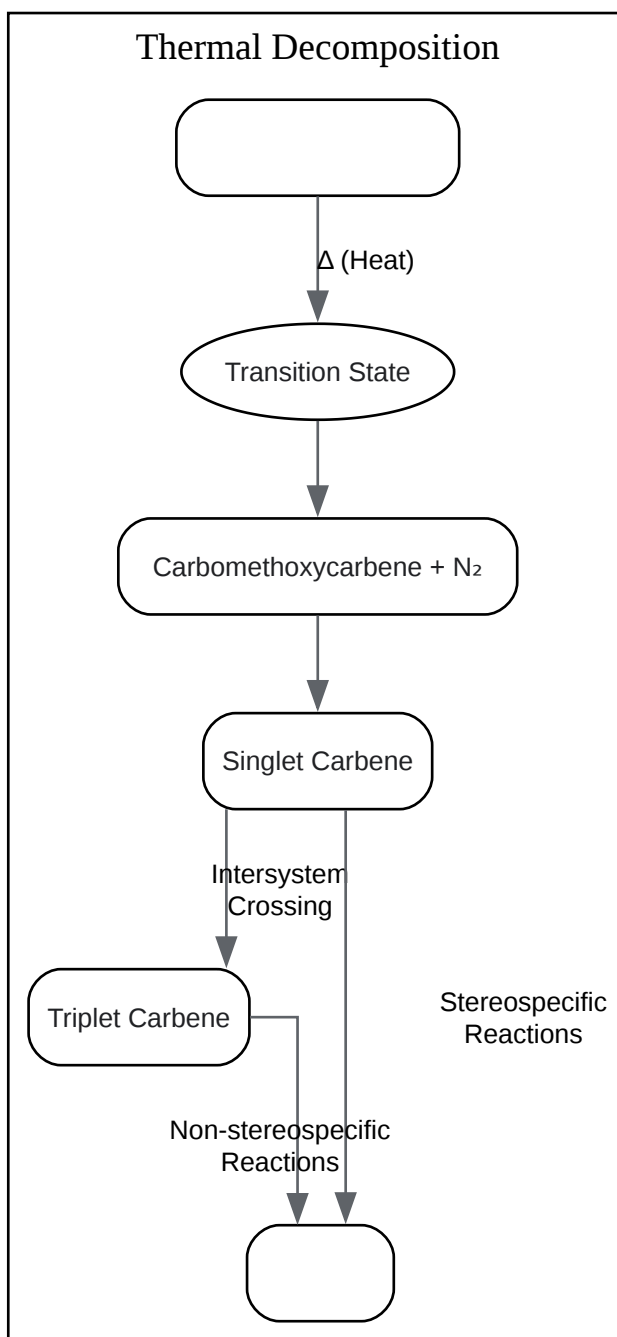 Thermal Decomposition
Δ (Heat)
Transition State
Carbomethoxycarbene + N₂
Singlet Carbene
Intersystem
Crossing
Triplet Carbene
Stereospecific
Reactions
Non-stereospecific
Reactions